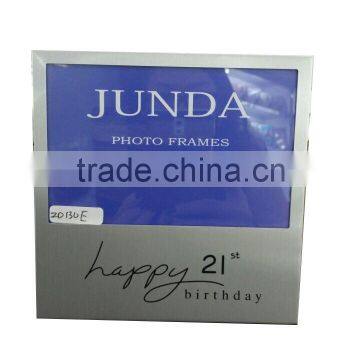 JUNDA
PHOTO FRAMES
trade.china.cn
20130E
happy 21st
birthday